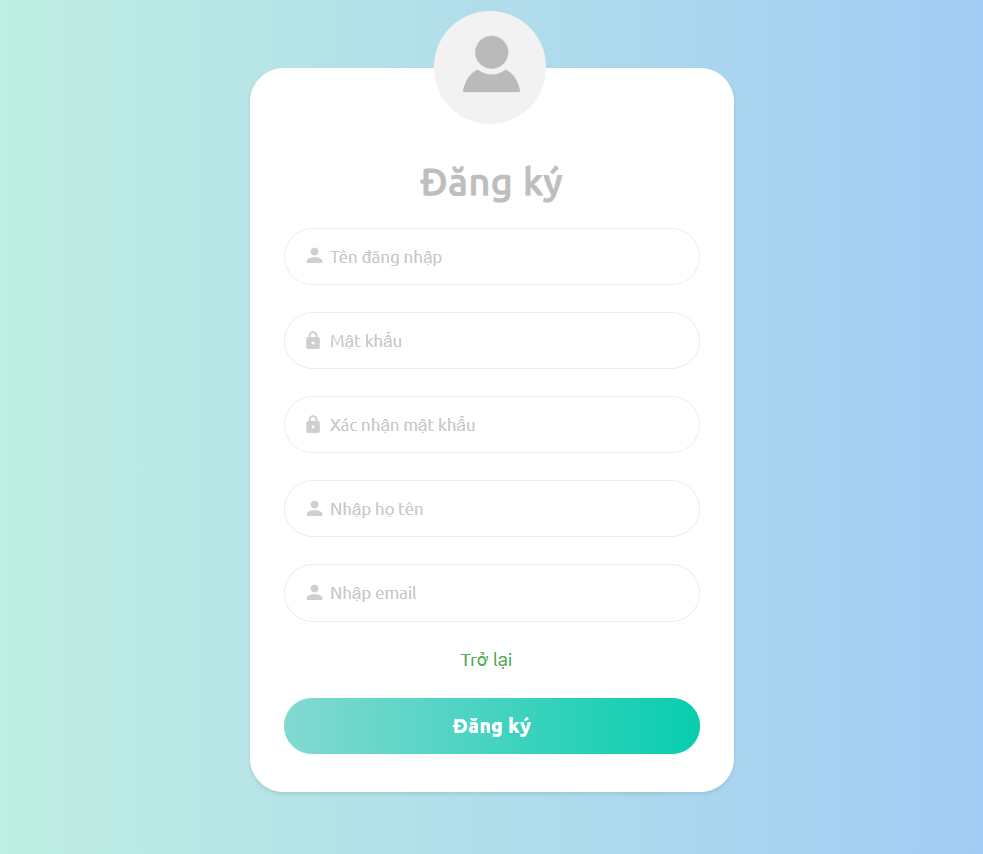 Đăng ký
Tên đăng nhập
Mật khẩu
Xác nhận mật khẩu
Nhập họ tên
Nhập email
Trở lại
Đăng ký